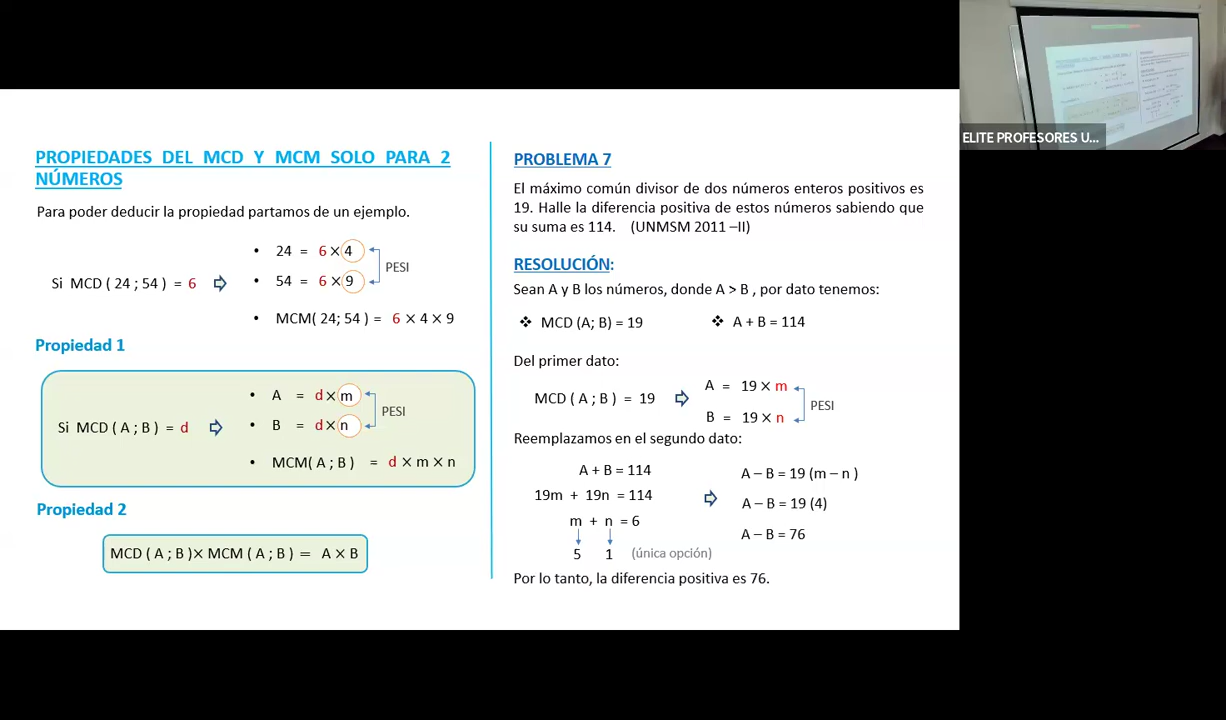 PROPIEDADES DEL MCD Y MCM SOLO PARA 2
NÚMEROS
Para poder deducir la propiedad partamos de un ejemplo.
Si MCD ( 24 ; 54 ) = 6 ⇨
• 24 = 6 × 4
• 54 = 6 × 9
PESI
• MCM( 24; 54 ) = 6 × 4 × 9
Propiedad 1
Si MCD ( A ; B ) = d ⇨
• A = d × m
• B = d × n
PESI
• MCM( A ; B ) = d × m × n
Propiedad 2
MCD ( A ; B )× MCM ( A ; B ) = A × B
PROBLEMA 7
El máximo común divisor de dos números enteros positivos es
19. Halle la diferencia positiva de estos números sabiendo que
su suma es 114. (UNMSM 2011 –II)
RESOLUCIÓN:
Sean A y B los números, donde A > B , por dato tenemos:
❖ MCD (A; B) = 19 ❖ A + B = 114
Del primer dato:
MCD ( A ; B ) = 19 ⇨
A = 19 × m
B = 19 × n
PESI
Reemplazamos en el segundo dato:
A + B = 114
19m + 19n = 114
m + n = 6
5 1 (única opción)
⇨
A – B = 19 (m – n )
A – B = 19 (4)
A – B = 76
Por lo tanto, la diferencia positiva es 76.
ELITE PROFESORES U...